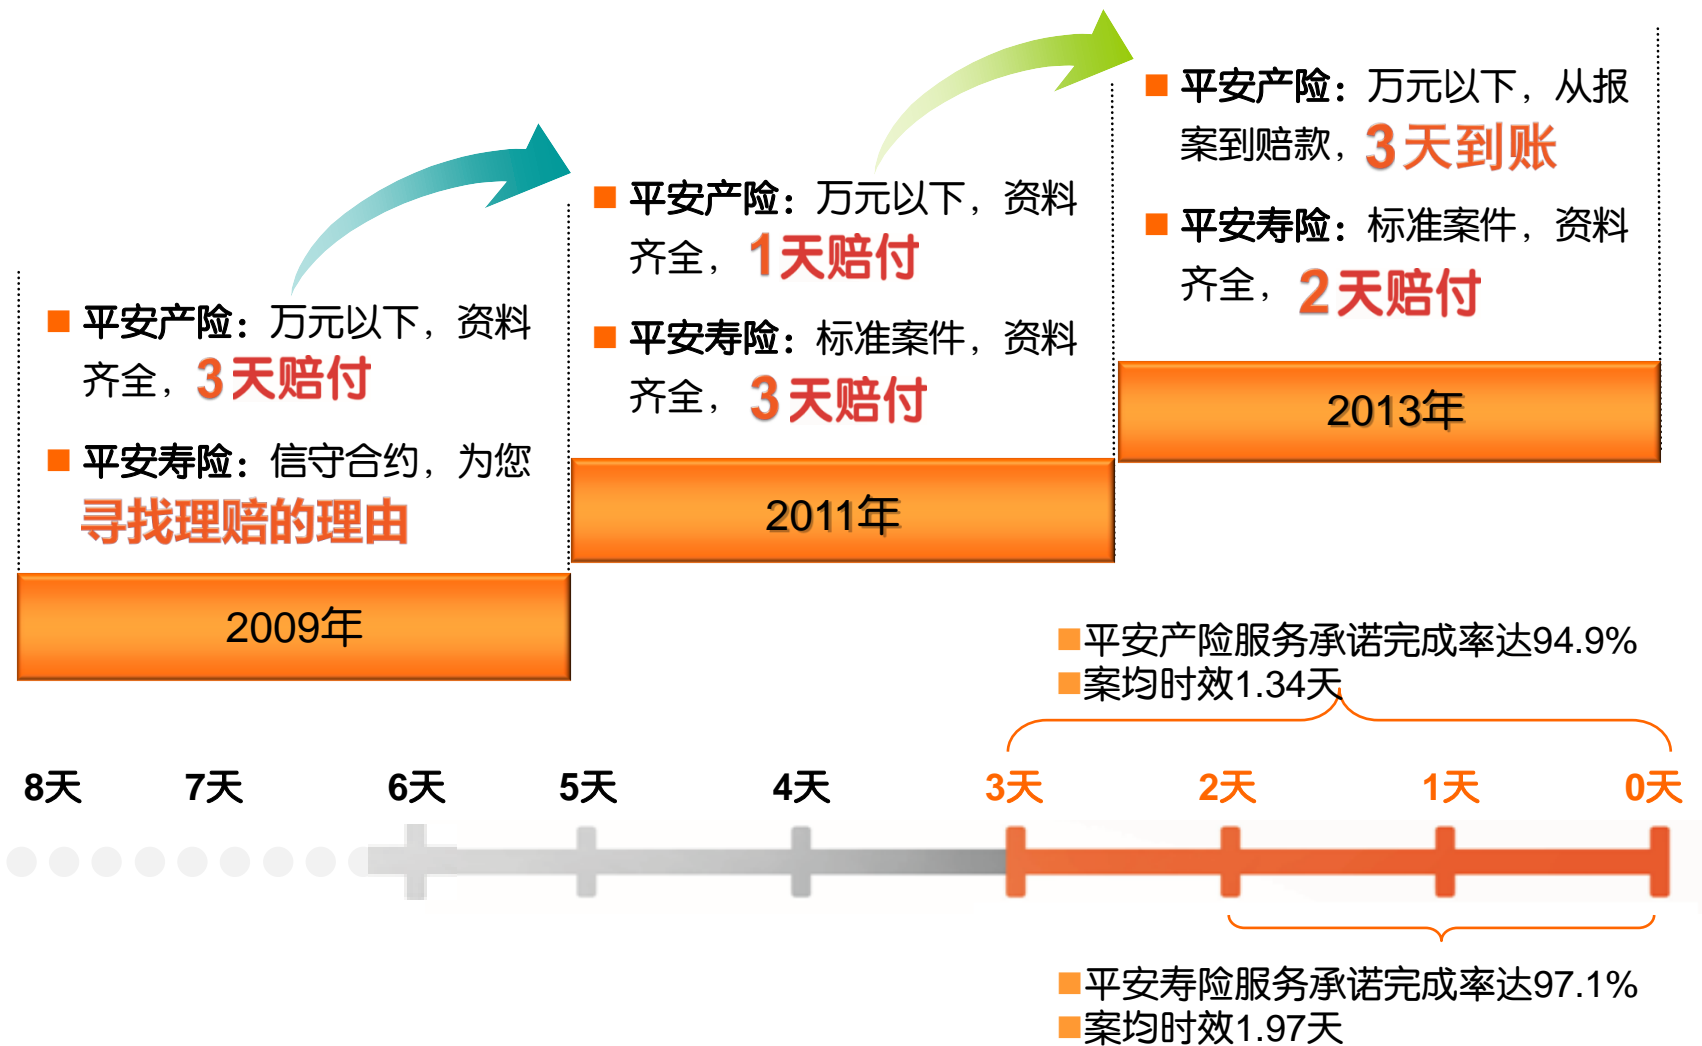 平安产险：万元以下，资料
齐全，3天赔付
平安寿险：信守合约，为您
寻找理赔的理由
2009年
平安产险：万元以下，资料
齐全，1天赔付
平安寿险：标准案件，资料
齐全，3天赔付
2011年
平安产险：万元以下，从报
案到赔款，3天到账
平安寿险：标准案件，资料
齐全，2天赔付
2013年
平安产险服务承诺完成率达94.9%
案均时效1.34天
8天 7天 6天 5天 4天 3天 2天 1天 0天
平安寿险服务承诺完成率达97.1%
案均时效1.97天